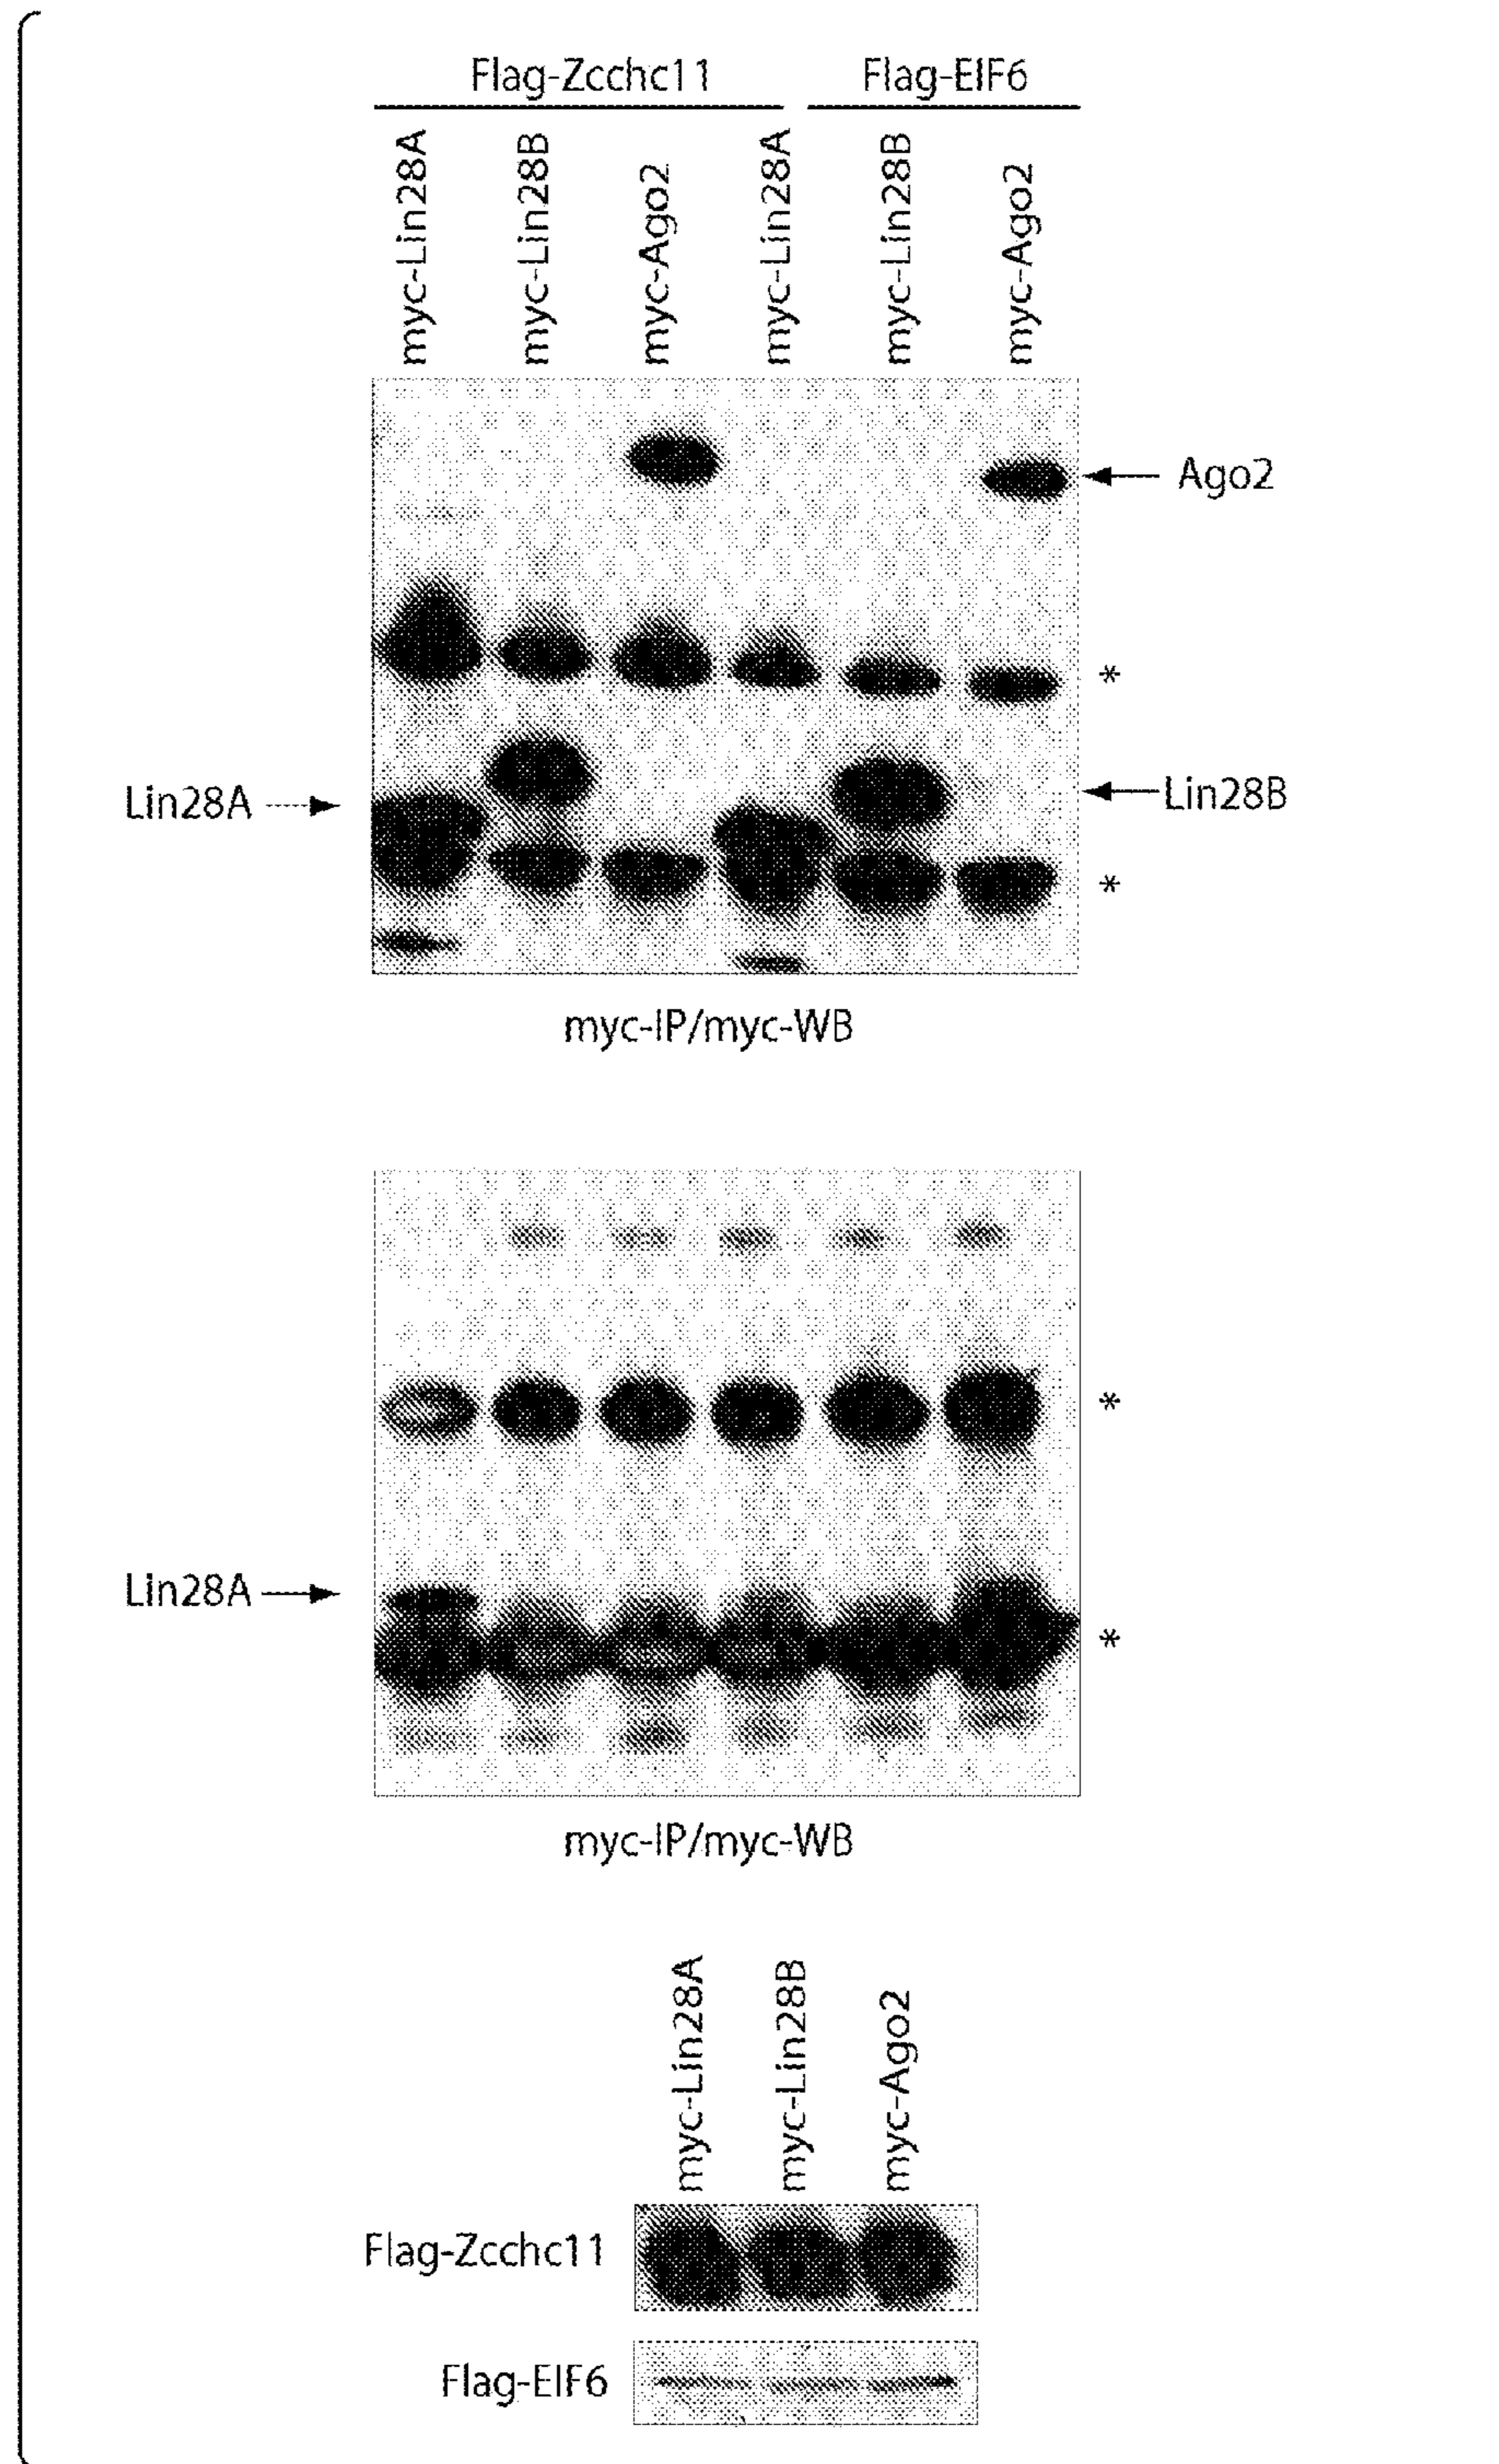 Flag-Zcchc11 Flag-EIF6
myc-Lin28A
myc-Lin28B
myc-Ago2
myc-Lin28A
myc-Lin28B
myc-Ago2
Ago2
*
Lin28A
Lin28B
*
myc-IP/myc-WB
*
Lin28A
*
myc-IP/myc-WB
myc-Lin28A
myc-Lin28B
myc-Ago2
Flag-Zcchc11
Flag-EIF6